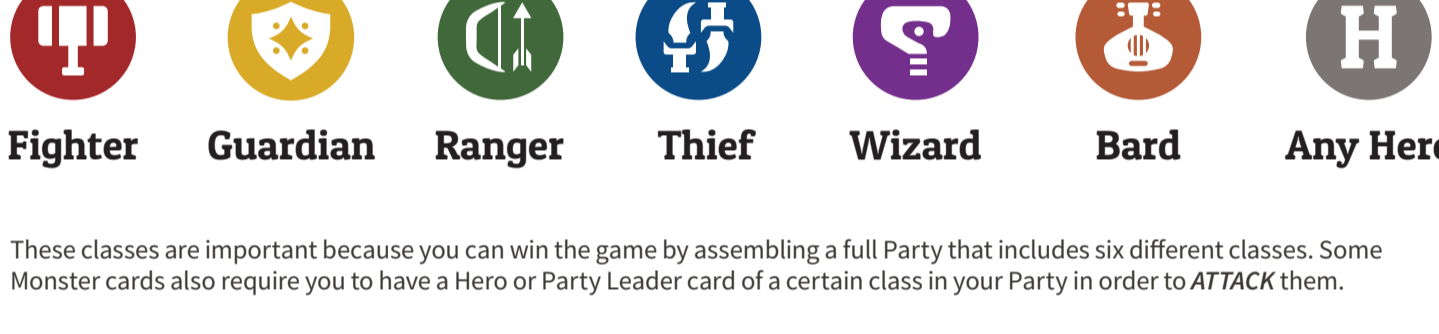 H
Fighter Guardian Ranger Thief Wizard Bard Any Hero
These classes are important because you can win the game by assembling a full Party that includes six different classes. Some
Monster cards also require you to have a Hero or Party Leader card of a certain class in your Party in order to ATTACK them.